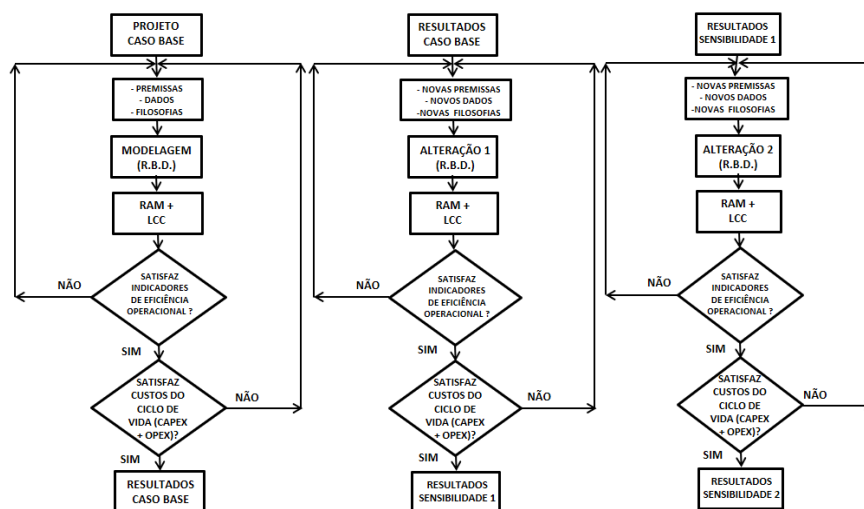 PROJETO
CASO BASE
- PREMISSAS
- DADOS
- FILOSOFIAS
MODELAGEM
(R.B.D.)
RAM +
LCC
SATISFAZ
INDICADORES
DE EFICIÊNCIA
OPERACIONAL ?
NÃO
SIM
SATISFAZ
CUSTOS DO
CICLO DE
VIDA (CAPEX
+ OPEX)?
NÃO
SIM
RESULTADOS
CASO BASE
RESULTADOS
CASO BASE
- NOVAS PREMISSAS
- NOVOS DADOS
-NOVAS FILOSOFIAS
ALTERAÇÃO 1
(R.B.D.)
RAM +
LCC
SATISFAZ
INDICADORES
DE EFICIÊNCIA
OPERACIONAL ?
NÃO
SIM
SATISFAZ
CUSTOS DO
CICLO DE
VIDA (CAPEX
+ OPEX)?
NÃO
SIM
RESULTADOS
SENSIBILIDADE 1
RESULTADOS
SENSIBILIDADE 1
- NOVAS PREMISSAS
- NOVOS DADOS
-NOVAS FILOSOFIAS
ALTERAÇÃO 2
(R.B.D.)
RAM +
LCC
SATISFAZ
INDICADORES
DE EFICIÊNCIA
OPERACIONAL ?
NÃO
SIM
SATISFAZ
CUSTOS DO
CICLO DE
VIDA (CAPEX
+ OPEX)?
NÃO
SIM
RESULTADOS
SENSIBILIDADE 2